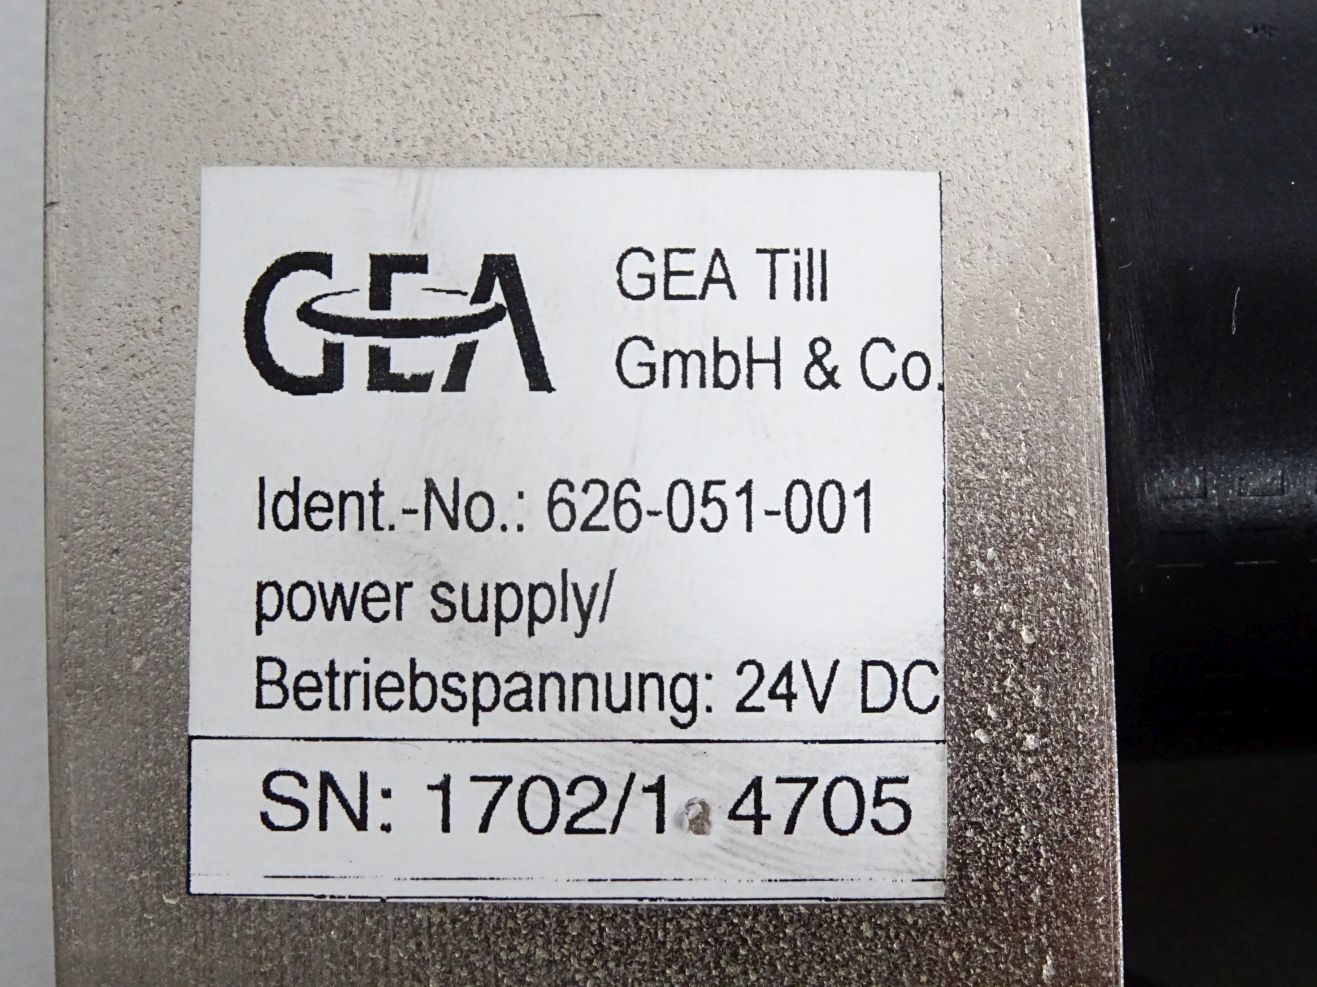 GEA
GEA Till
GmbH & Co.
Ident.-No.: 626-051-001
power supply/
Betriebspannung: 24V DC
SN: 1702/1 4705